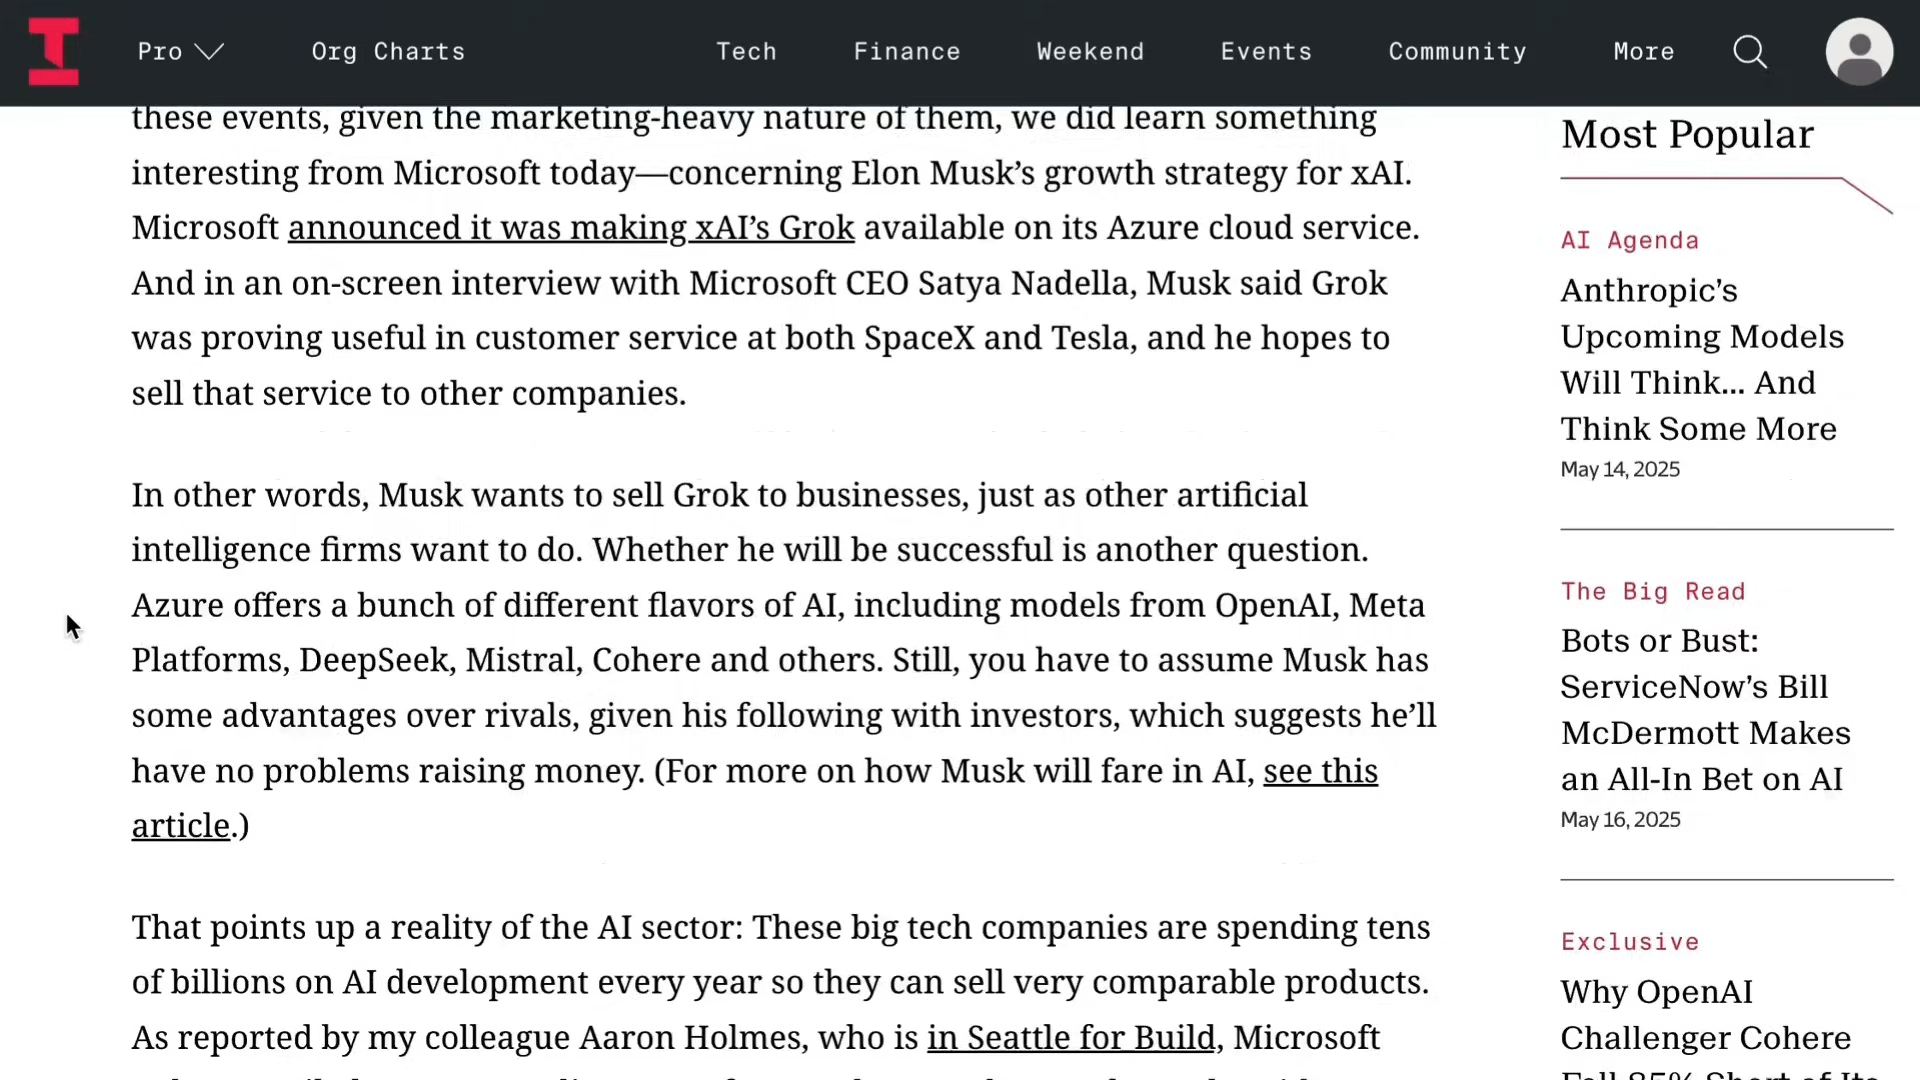 Pro
Org Charts
Tech
Finance
Weekend
Events
Community
More
these events, given the marketing-heavy nature of them, we did learn something
interesting from Microsoft today—concerning Elon Musk’s growth strategy for xAI.
Microsoft announced it was making xAI’s Grok available on its Azure cloud service.
And in an on-screen interview with Microsoft CEO Satya Nadella, Musk said Grok
was proving useful in customer service at both SpaceX and Tesla, and he hopes to
sell that service to other companies.
In other words, Musk wants to sell Grok to businesses, just as other artificial
intelligence firms want to do. Whether he will be successful is another question.
Azure offers a bunch of different flavors of AI, including models from OpenAI, Meta
Platforms, DeepSeek, Mistral, Cohere and others. Still, you have to assume Musk has
some advantages over rivals, given his following with investors, which suggests he’ll
have no problems raising money. (For more on how Musk will fare in AI, see this
article.)
That points up a reality of the AI sector: These big tech companies are spending tens
of billions on AI development every year so they can sell very comparable products.
As reported by my colleague Aaron Holmes, who is in Seattle for Build, Microsoft
Most Popular
AI Agenda
Anthropic’s
Upcoming Models
Will Think... And
Think Some More
May 14, 2025
The Big Read
Bots or Bust:
ServiceNow’s Bill
McDermott Makes
an All-In Bet on AI
May 16, 2025
Exclusive
Why OpenAI
Challenger Cohere
Fell 85% Short of Its